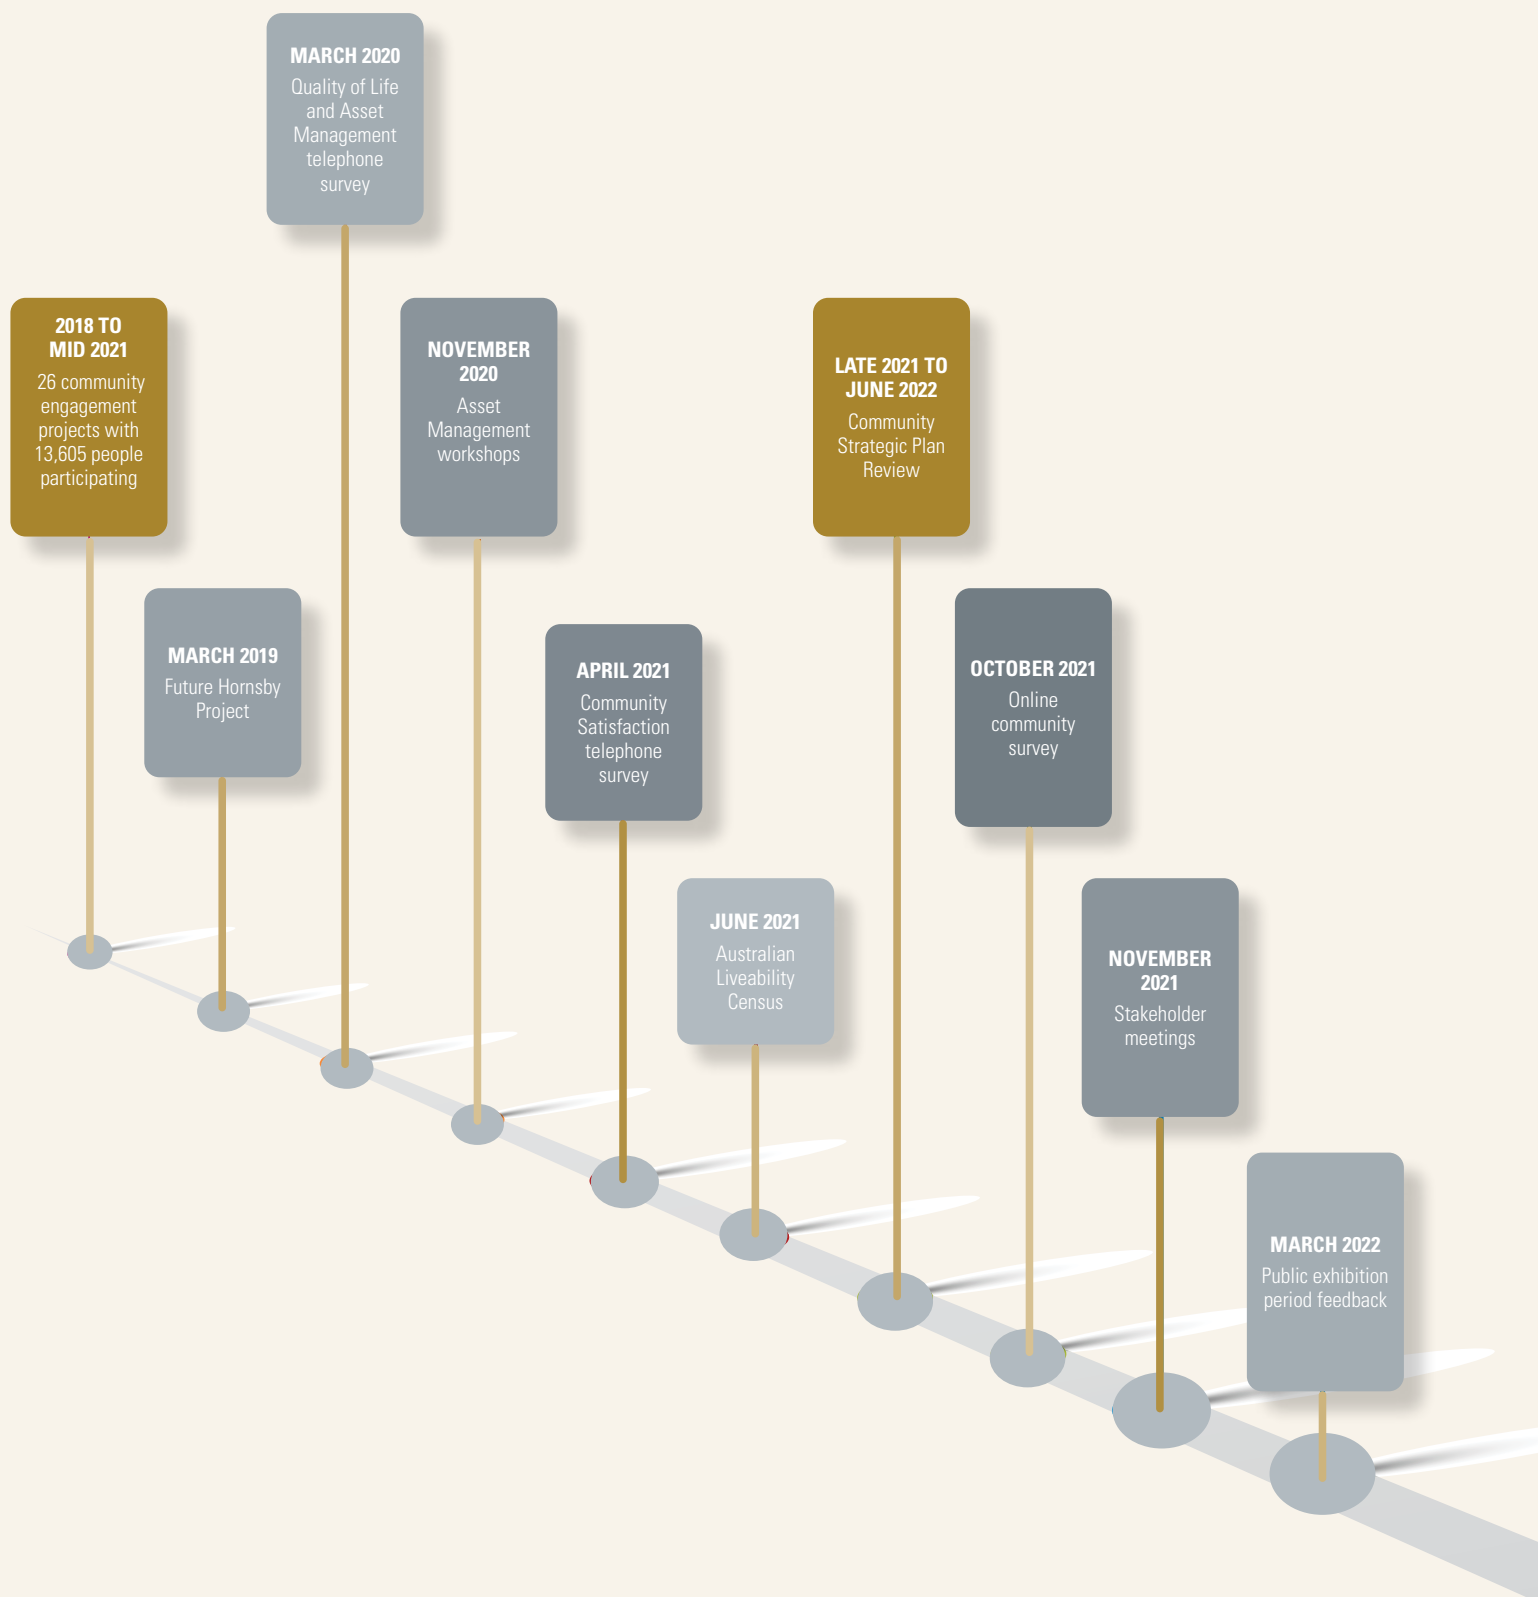 2018 TO
MID 2021
26 community
engagement
projects with
13,605 people
participating
MARCH 2019
Future Hornsby
Project
MARCH 2020
Quality of Life
and Asset
Management
telephone
survey
NOVEMBER
2020
Asset
Management
workshops
APRIL 2021
Community
Satisfaction
telephone
survey
JUNE 2021
Australian
Liveability
Census
LATE 2021 TO
JUNE 2022
Community
Strategic Plan
Review
OCTOBER 2021
Online
community
survey
NOVEMBER
2021
Stakeholder
meetings
MARCH 2022
Public exhibition
period feedback